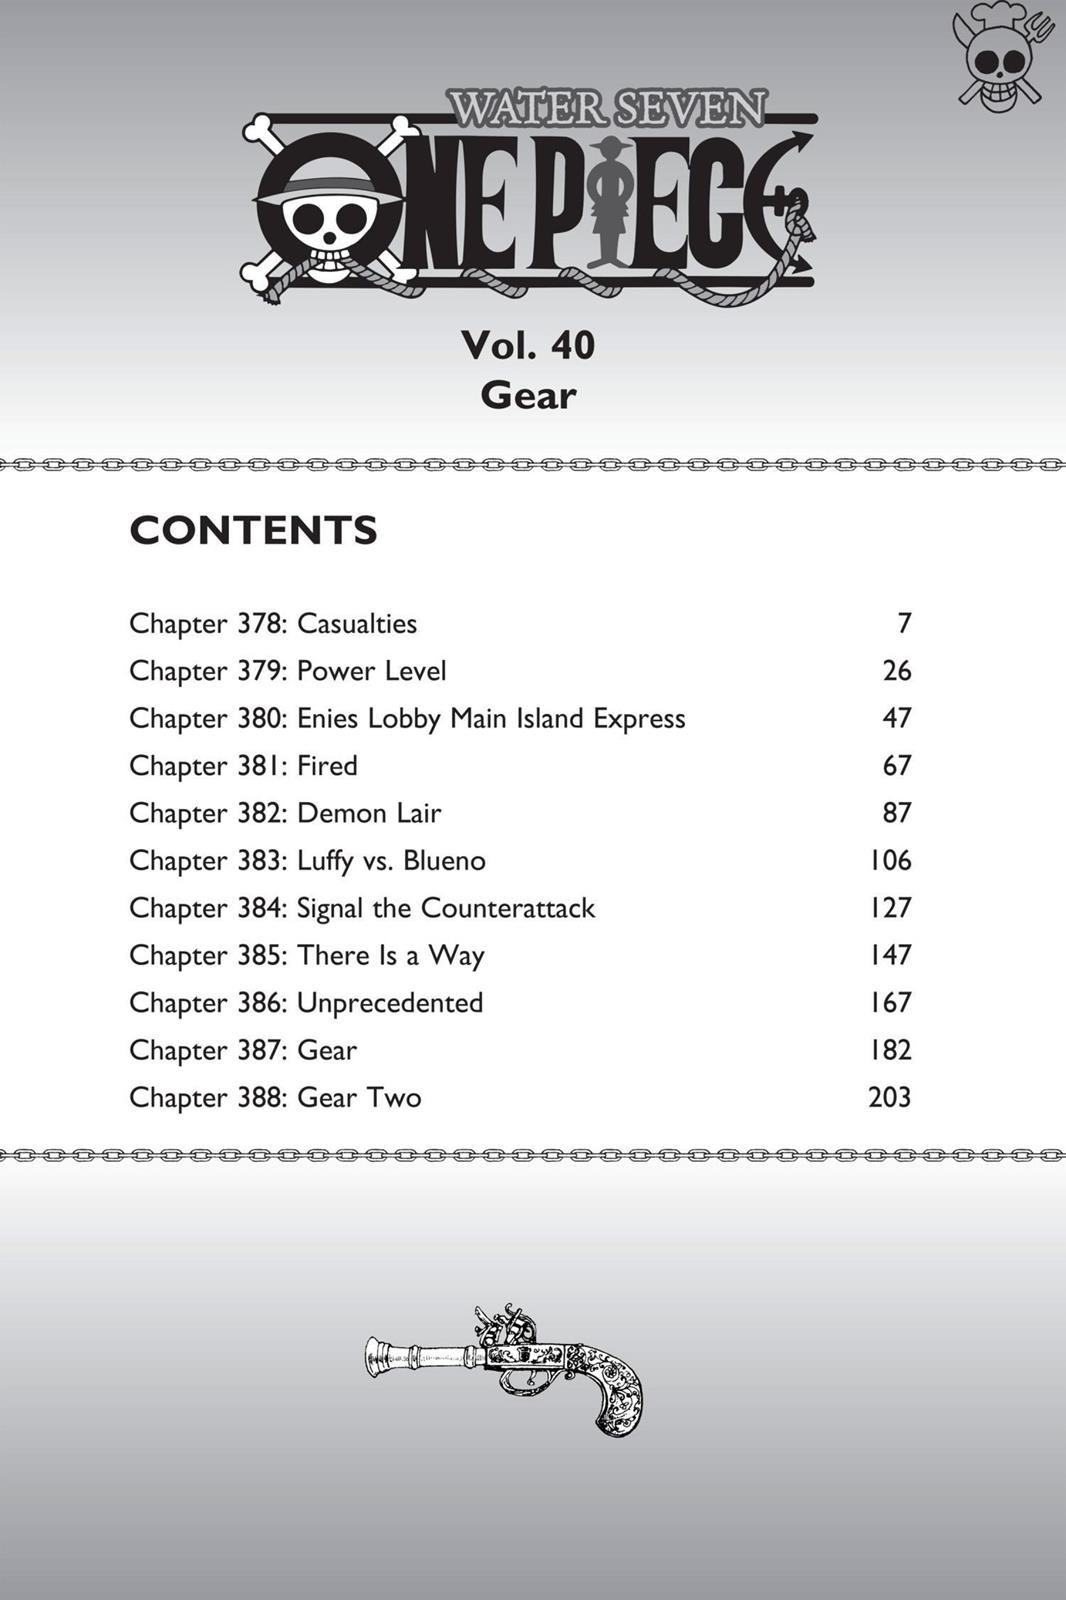 WATER SEVEN
ONE PIECE
Vol. 40
Gear
CONTENTS
Chapter 378: Casualties 7
Chapter 379: Power Level 26
Chapter 380: Enies Lobby Main Island Express 47
Chapter 381: Fired 67
Chapter 382: Demon Lair 87
Chapter 383: Luffy vs. Blueno 106
Chapter 384: Signal the Counterattack 127
Chapter 385: There Is a Way 147
Chapter 386: Unprecedented 167
Chapter 387: Gear 182
Chapter 388: Gear Two 203